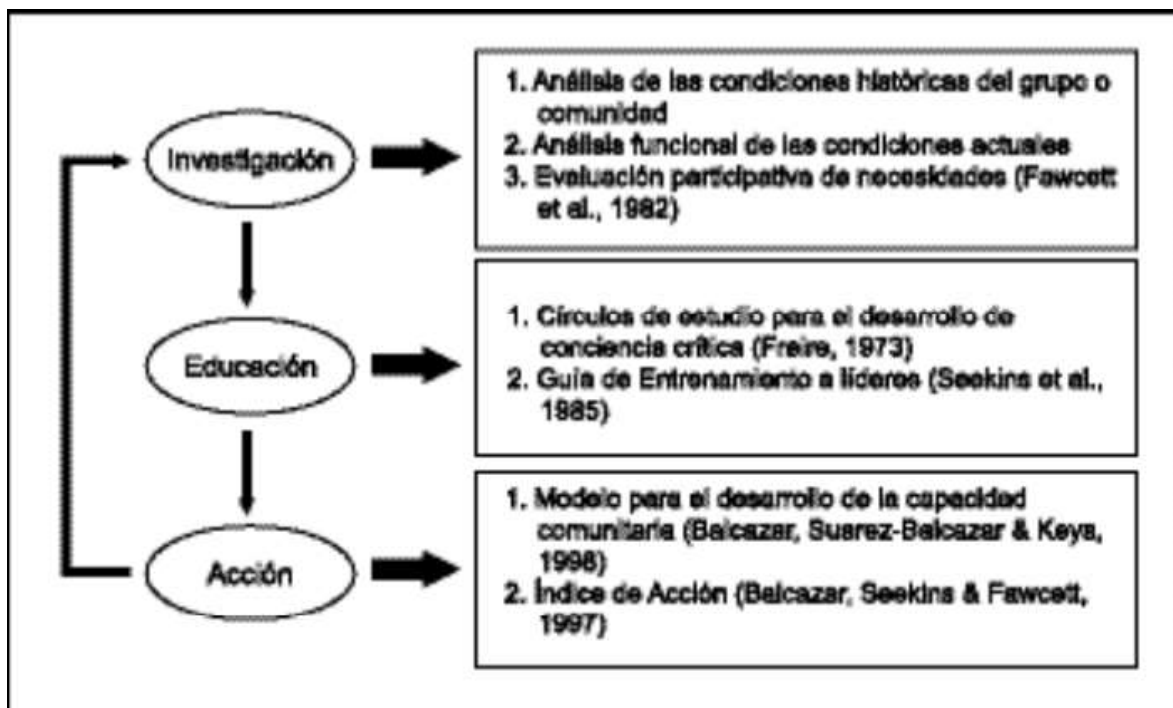 Investigación
1. Análisis de las condiciones históricas del grupo o
comunidad
2. Análisis funcional de las condiciones actuales
3. Evaluación participativa de necesidades (Fawcett
et al., 1982)
Educación
1. Círculos de estudio para el desarrollo de
conciencia crítica (Freire, 1973)
2. Guía de Entrenamiento a líderes (Seekins et al.,
1985)
Acción
1. Modelo para el desarrollo de la capacidad
comunitaria (Balcazar, Suarez-Balcazar & Keys,
1998)
2. Índice de Acción (Balcazar, Seekins & Fawcett,
1997)